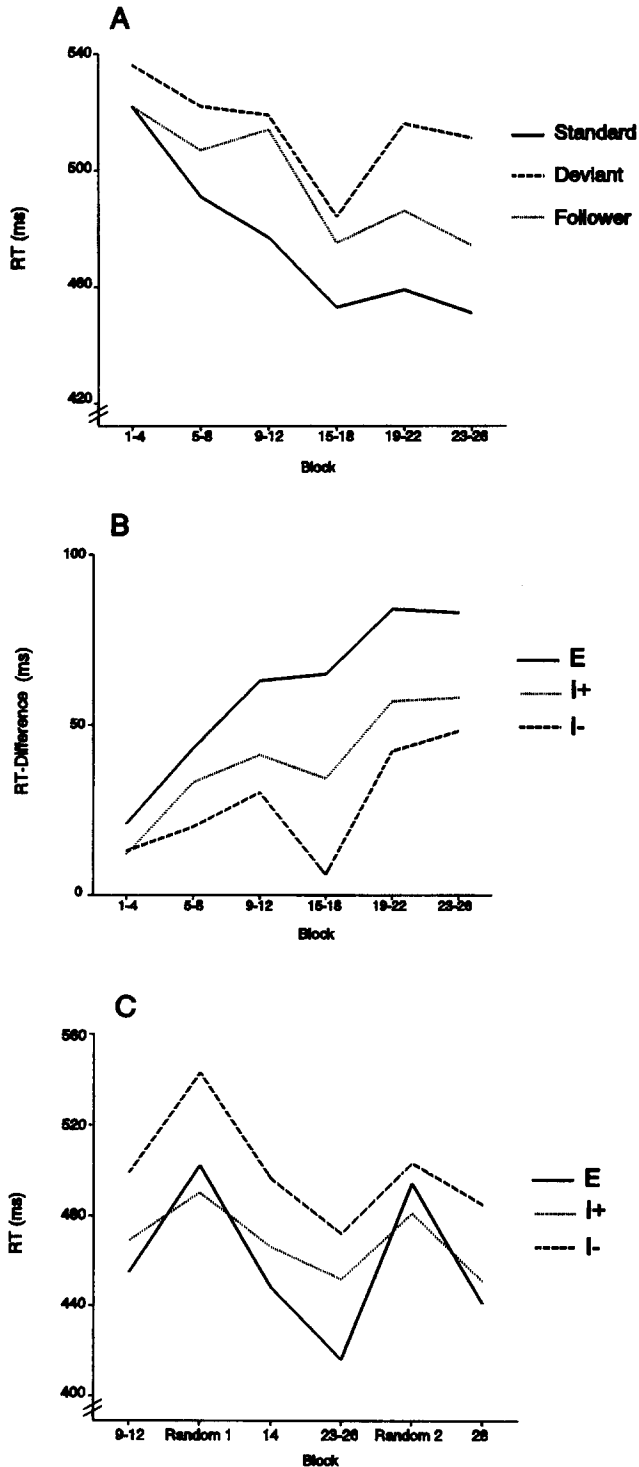 A
540
500
460
420
RT (ms)
1-4 5-8 9-12 15-18 19-22 23-26
Block
Standard
Deviant
Follower
B
100
50
0
RT-Difference (ms)
1-4 5-8 9-12 15-18 19-22 23-26
Block
E
I+
I-
C
560
520
480
440
400
RT (ms)
9-12 Random 1 14 23-26 Random 2 28
Block
E
I+
I-